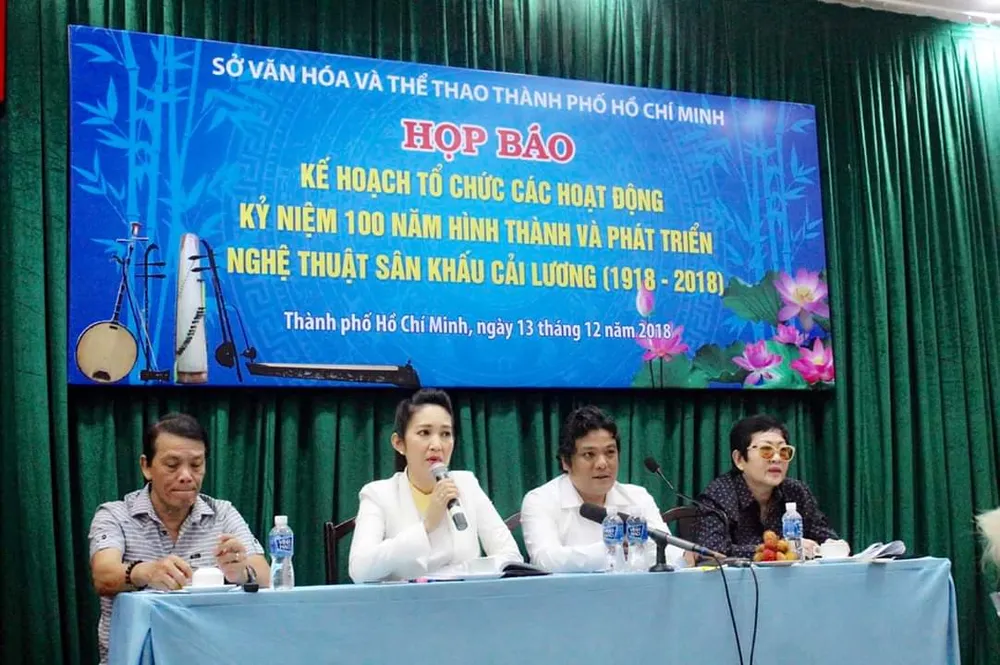 SỞ VĂN HÓA VÀ THỂ THAO THÀNH PHỐ HỒ CHÍ MINH
HỌP BÁO
KẾ HOẠCH TỔ CHỨC CÁC HOẠT ĐỘNG
KỶ NIỆM 100 NĂM HÌNH THÀNH VÀ PHÁT TRIỂN
NGHỆ THUẬT SÂN KHẤU CẢI LƯƠNG (1918 - 2018)
Thành phố Hồ Chí Minh, ngày 13 tháng 12 năm 2018